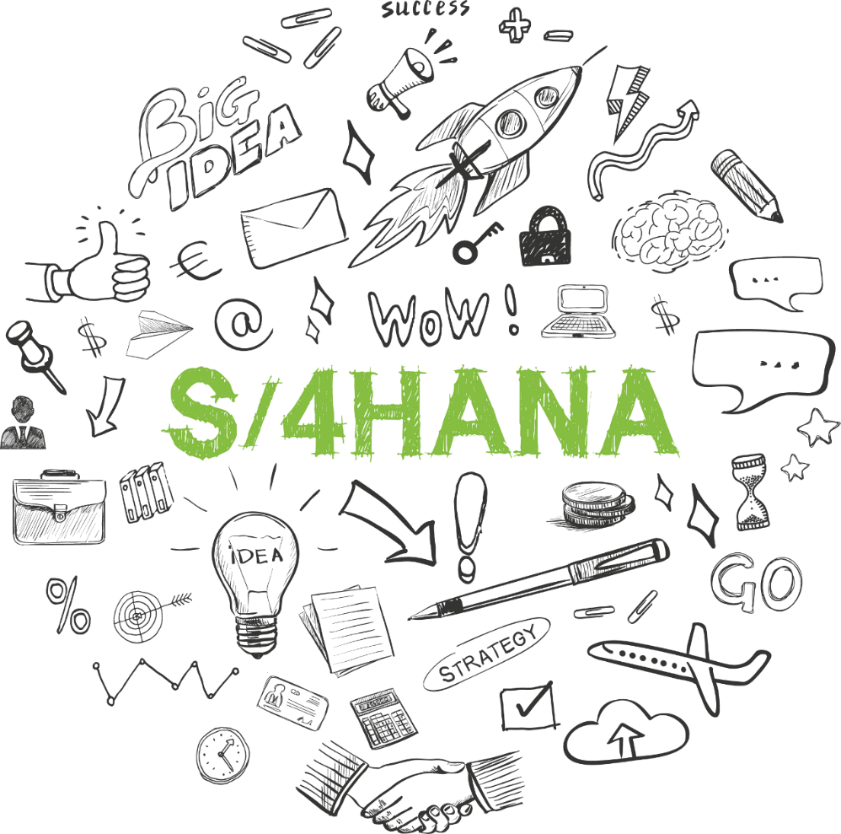 success
BiG
IDEA
€
$
@
WoW!
$
S/4HANA
...
...
iDEA
!
GO
%
STRATEGY